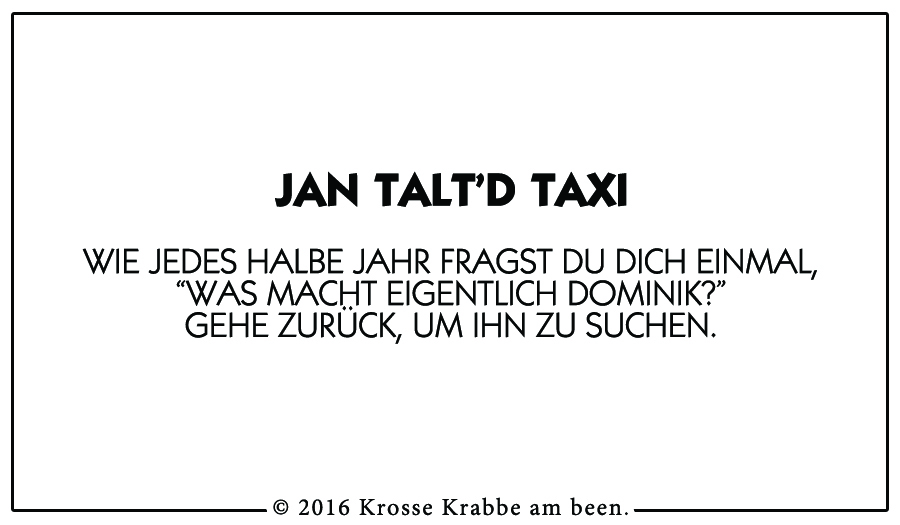 JAN TALT’D TAXI
WIE JEDES HALBE JAHR FRAGST DU DICH EINMAL,
“WAS MACHT EIGENTLICH DOMINIK?”
GEHE ZURÜCK, UM IHN ZU SUCHEN.
© 2016 Krosse Krabbe am been.